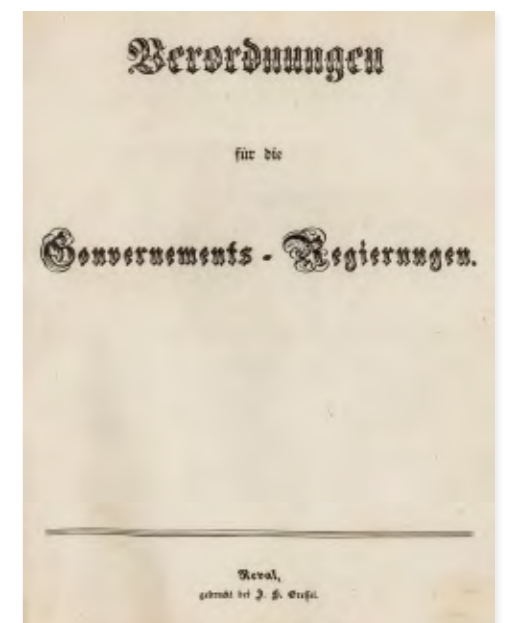 Verordnungen
für die
Gouvernements - Regierungen.
Reval,
gedruckt bei J. H. Gressel.